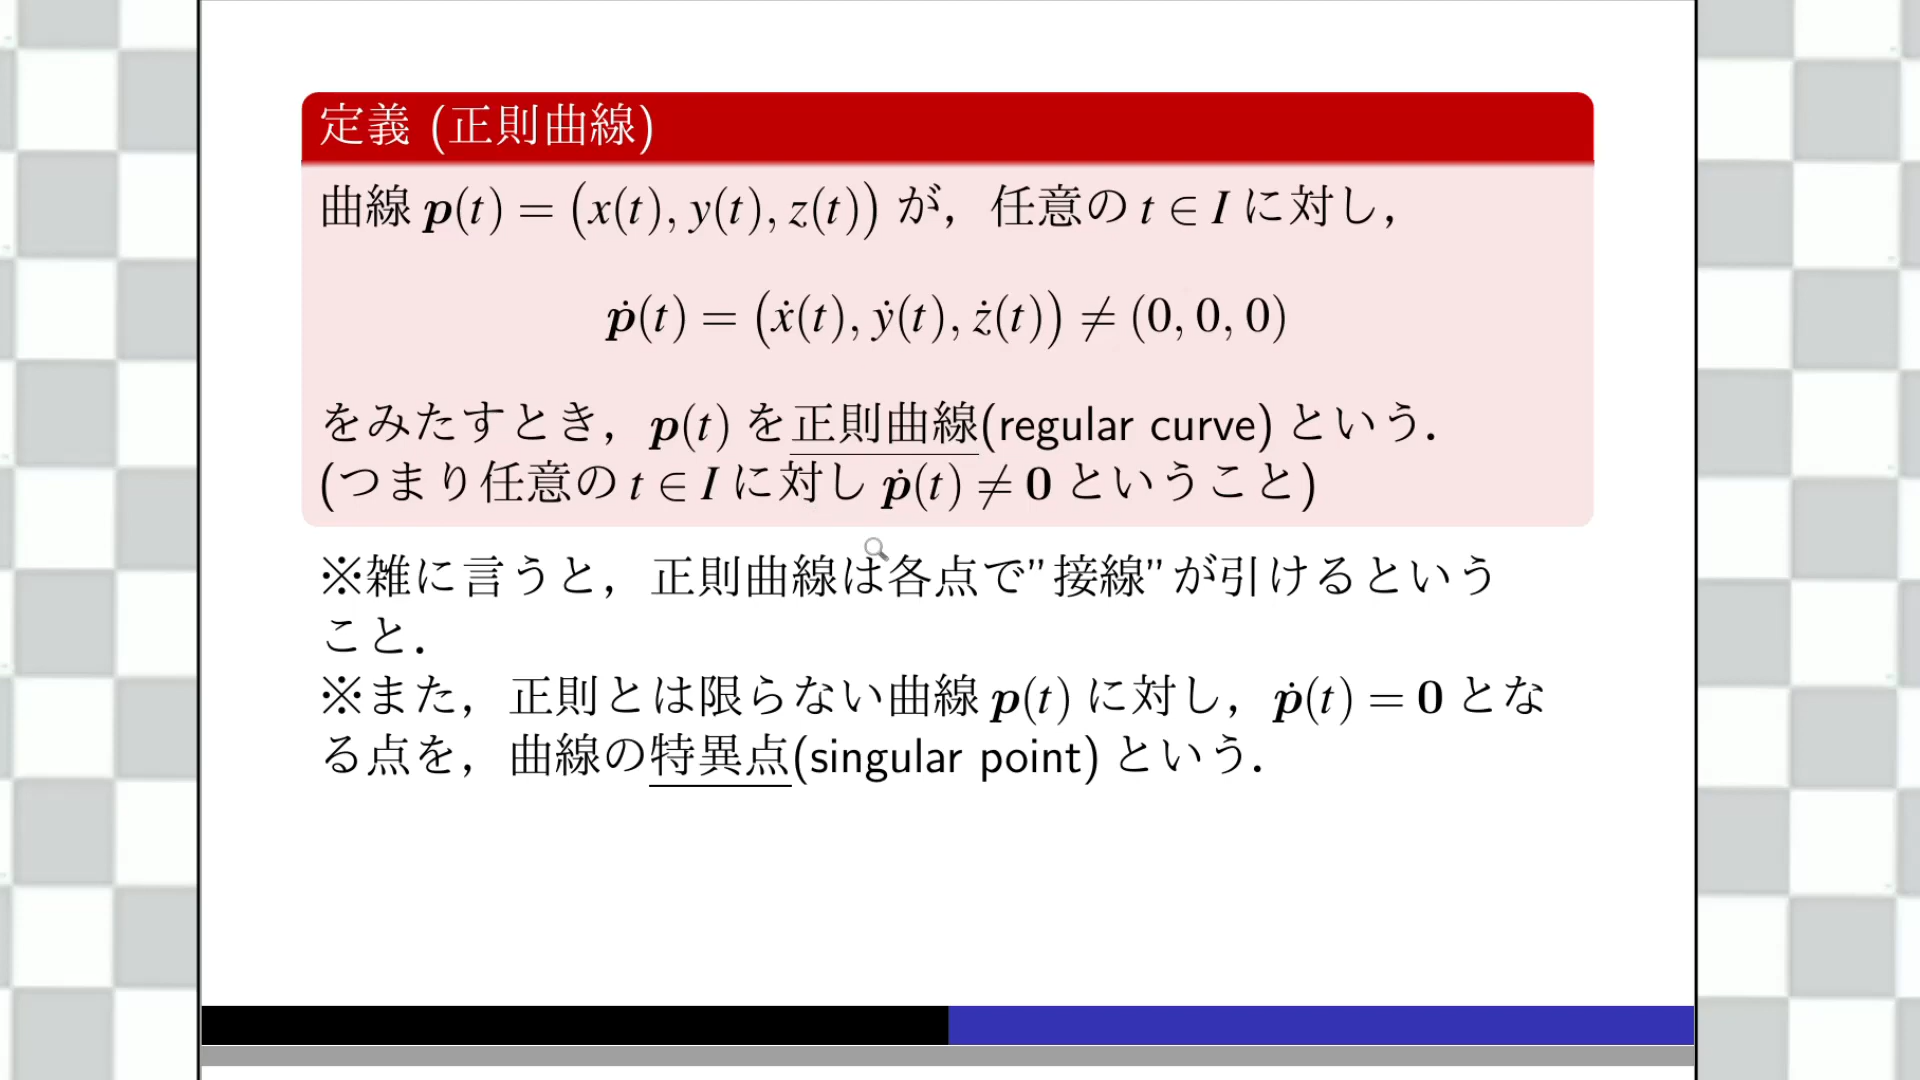 定義 (正則曲線)
曲線 p(t) = (x(t), y(t), z(t)) が，任意の t ∈ I に対し，
ṗ(t) = (ẋ(t), ẏ(t), ż(t)) ≠ (0, 0, 0)
をみたすとき，p(t) を正則曲線(regular curve) という．
(つまり任意の t ∈ I に対し ṗ(t) ≠ 0 ということ)
※雑に言うと，正則曲線は各点で”接線”が引けるという
こと．
※また，正則とは限らない曲線 p(t) に対し，ṗ(t) = 0 とな
る点を，曲線の特異点(singular point) という．